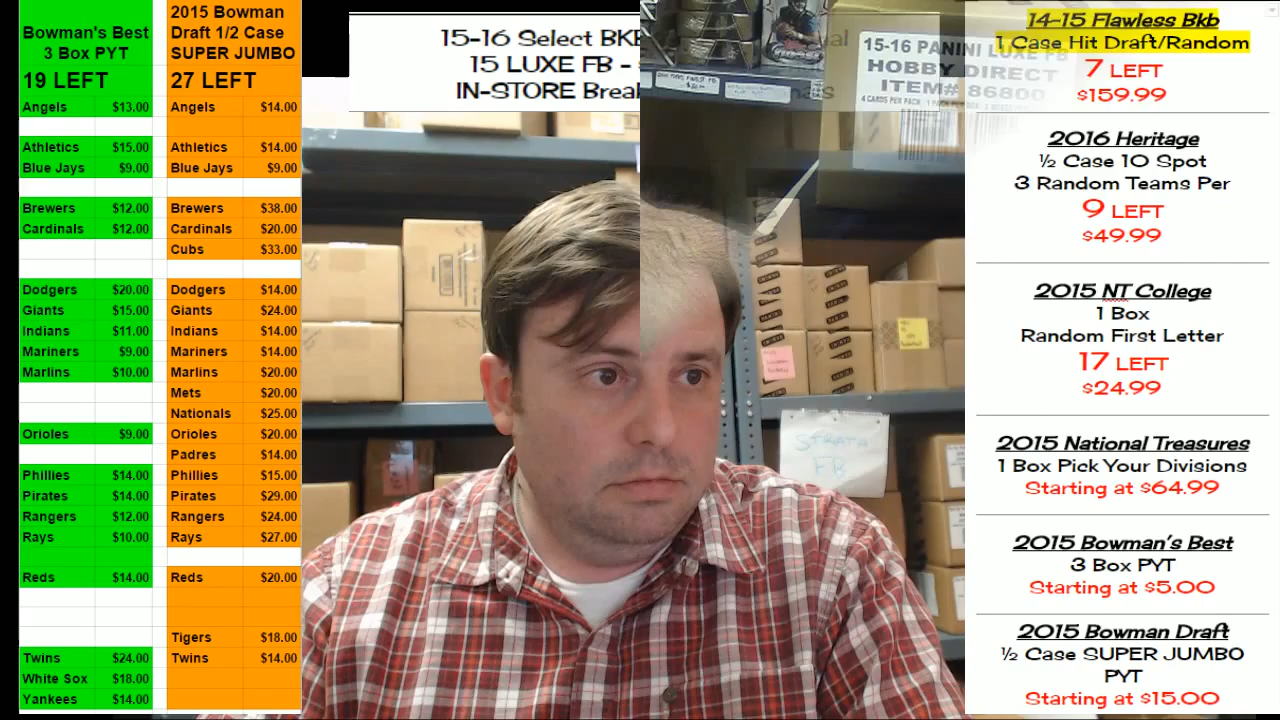 Bowman's Best
3 Box PYT
19 LEFT
Angels $13.00
Athletics $15.00
Blue Jays $9.00
Brewers $12.00
Cardinals $12.00
Dodgers $20.00
Giants $15.00
Indians $11.00
Mariners $9.00
Marlins $10.00
Orioles $9.00
Phillies $14.00
Pirates $14.00
Rangers $12.00
Rays $10.00
Reds $14.00
Twins $24.00
White Sox $18.00
Yankees $14.00
2015 Bowman
Draft 1/2 Case
SUPER JUMBO
27 LEFT
Angels $14.00
Athletics $14.00
Blue Jays $9.00
Brewers $38.00
Cardinals $20.00
Cubs $33.00
Dodgers $14.00
Giants $24.00
Indians $14.00
Mariners $14.00
Marlins $20.00
Mets $20.00
Nationals $25.00
Orioles $20.00
Padres $14.00
Phillies $15.00
Pirates $29.00
Rangers $24.00
Rays $27.00
Reds $20.00
Tigers $18.00
Twins $14.00
15-16 Select BK
15 LUXE FB -
IN-STORE Brea
15-16 PANINI LUXE FB
HOBBY DIRECT
ITEM# 86800
STRATA
FB
14-15 Flawless Bkb
1 Case Hit Draft/Random
7 LEFT
$159.99
2016 Heritage
½ Case 10 Spot
3 Random Teams Per
9 LEFT
$49.99
2015 NT College
1 Box
Random First Letter
17 LEFT
$24.99
2015 National Treasures
1 Box Pick Your Divisions
Starting at $64.99
2015 Bowman's Best
3 Box PYT
Starting at $5.00
2015 Bowman Draft
½ Case SUPER JUMBO
PYT
Starting at $15.00